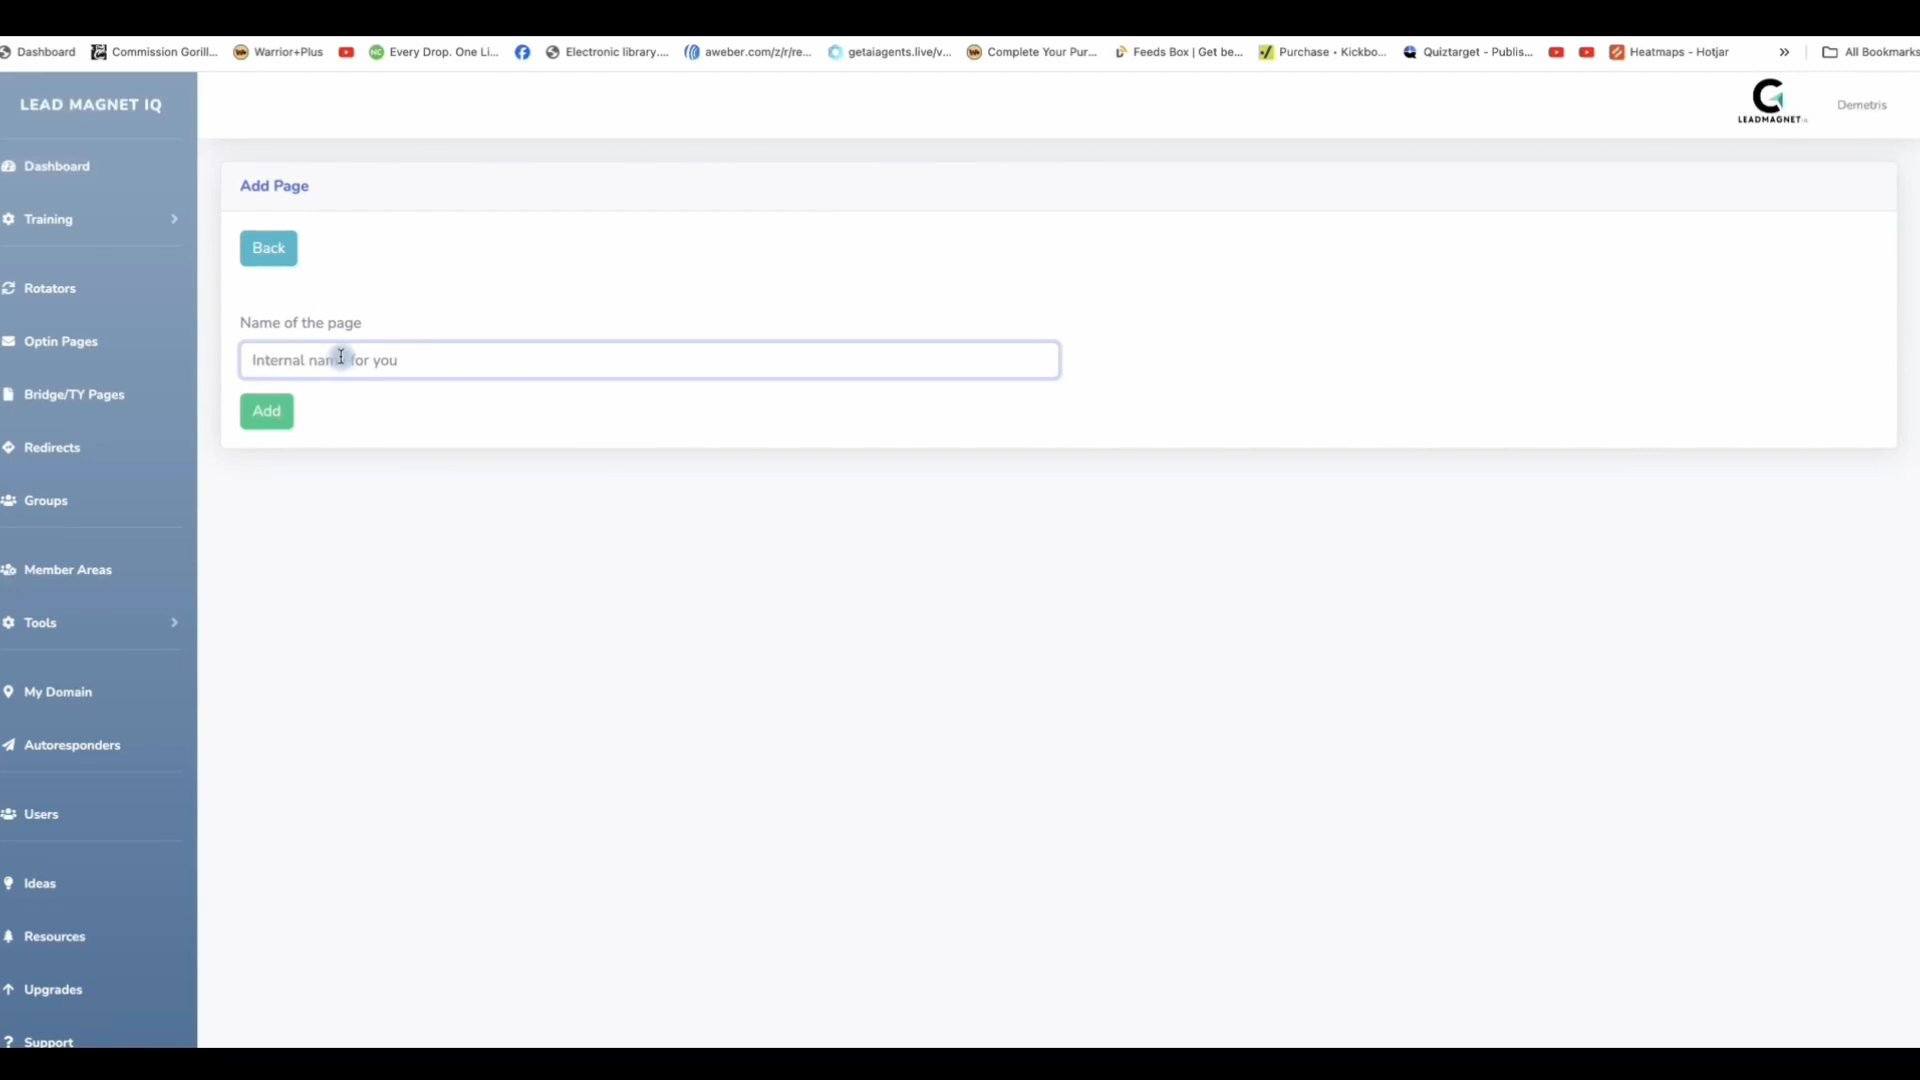 Dashboard Commission Gorill... Warrior+Plus Every Drop. One Li... Electronic library.... aweber.com/z/r/re... getaiagents.live/v... Complete Your Pur... Feeds Box | Get be... Purchase • Kickbo... Quiztarget - Publis... Heatmaps - Hotjar » All Bookmarks
LEAD MAGNET IQ
LEADMAGNET
Demetris
Dashboard
Training
Rotators
Optin Pages
Bridge/TY Pages
Redirects
Groups
Member Areas
Tools
My Domain
Autoresponders
Users
Ideas
Resources
Upgrades
Support
Add Page
Back
Name of the page
Internal name for you
Add